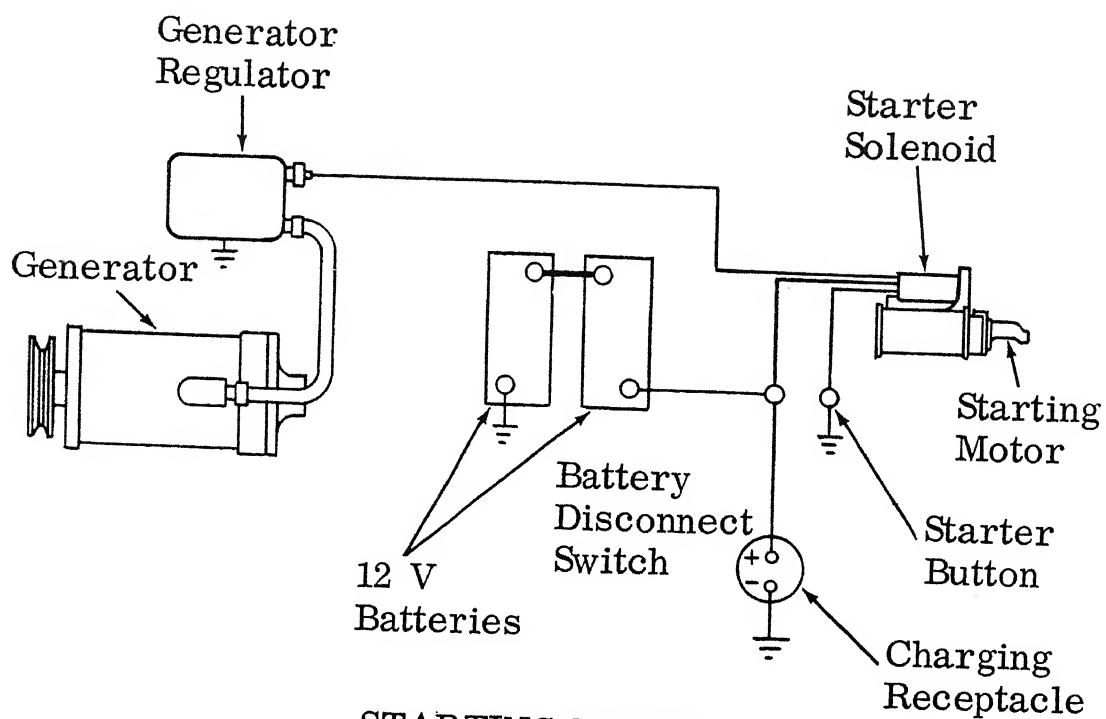 Generator
Regulator
Starter
Solenoid
Generator
Starting
Motor
Battery
Disconnect
Switch
12 V
Batteries
+
-
Starter
Button
Charging
Receptacle